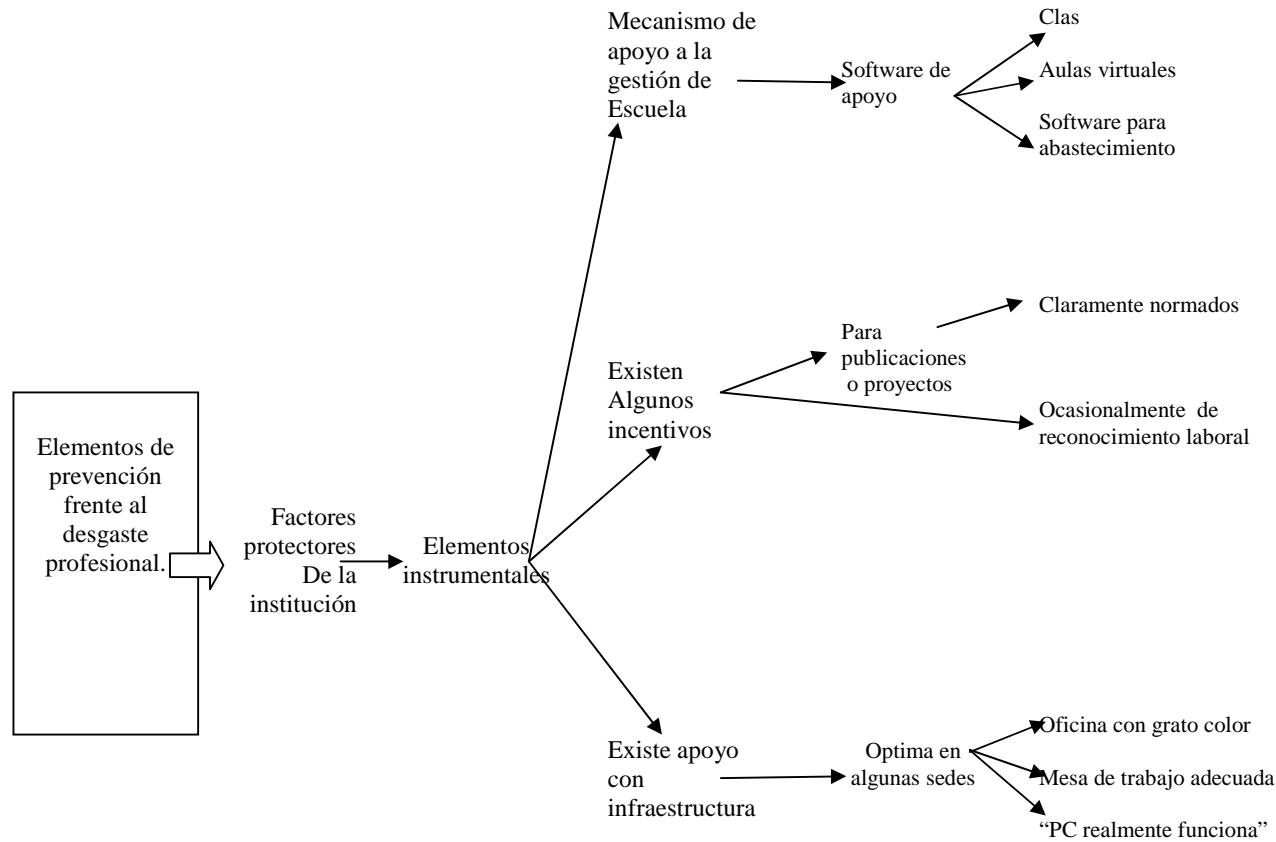 Elementos de
prevención
frente al
desgaste
profesional.
Factores
protectores
De la
institución
Elementos
instrumentales
Mecanismo de
apoyo a la
gestión de
Escuela
Software de
apoyo
Clas
Aulas virtuales
Software para
abastecimiento
Existen
Algunos
incentivos
Para
publicaciones
o proyectos
Claramente normados
Ocasionalmente de
reconocimiento laboral
Existe apoyo
con
infraestructura
Optima en
algunas sedes
Oficina con grato color
Mesa de trabajo adecuada
“PC realmente funciona”